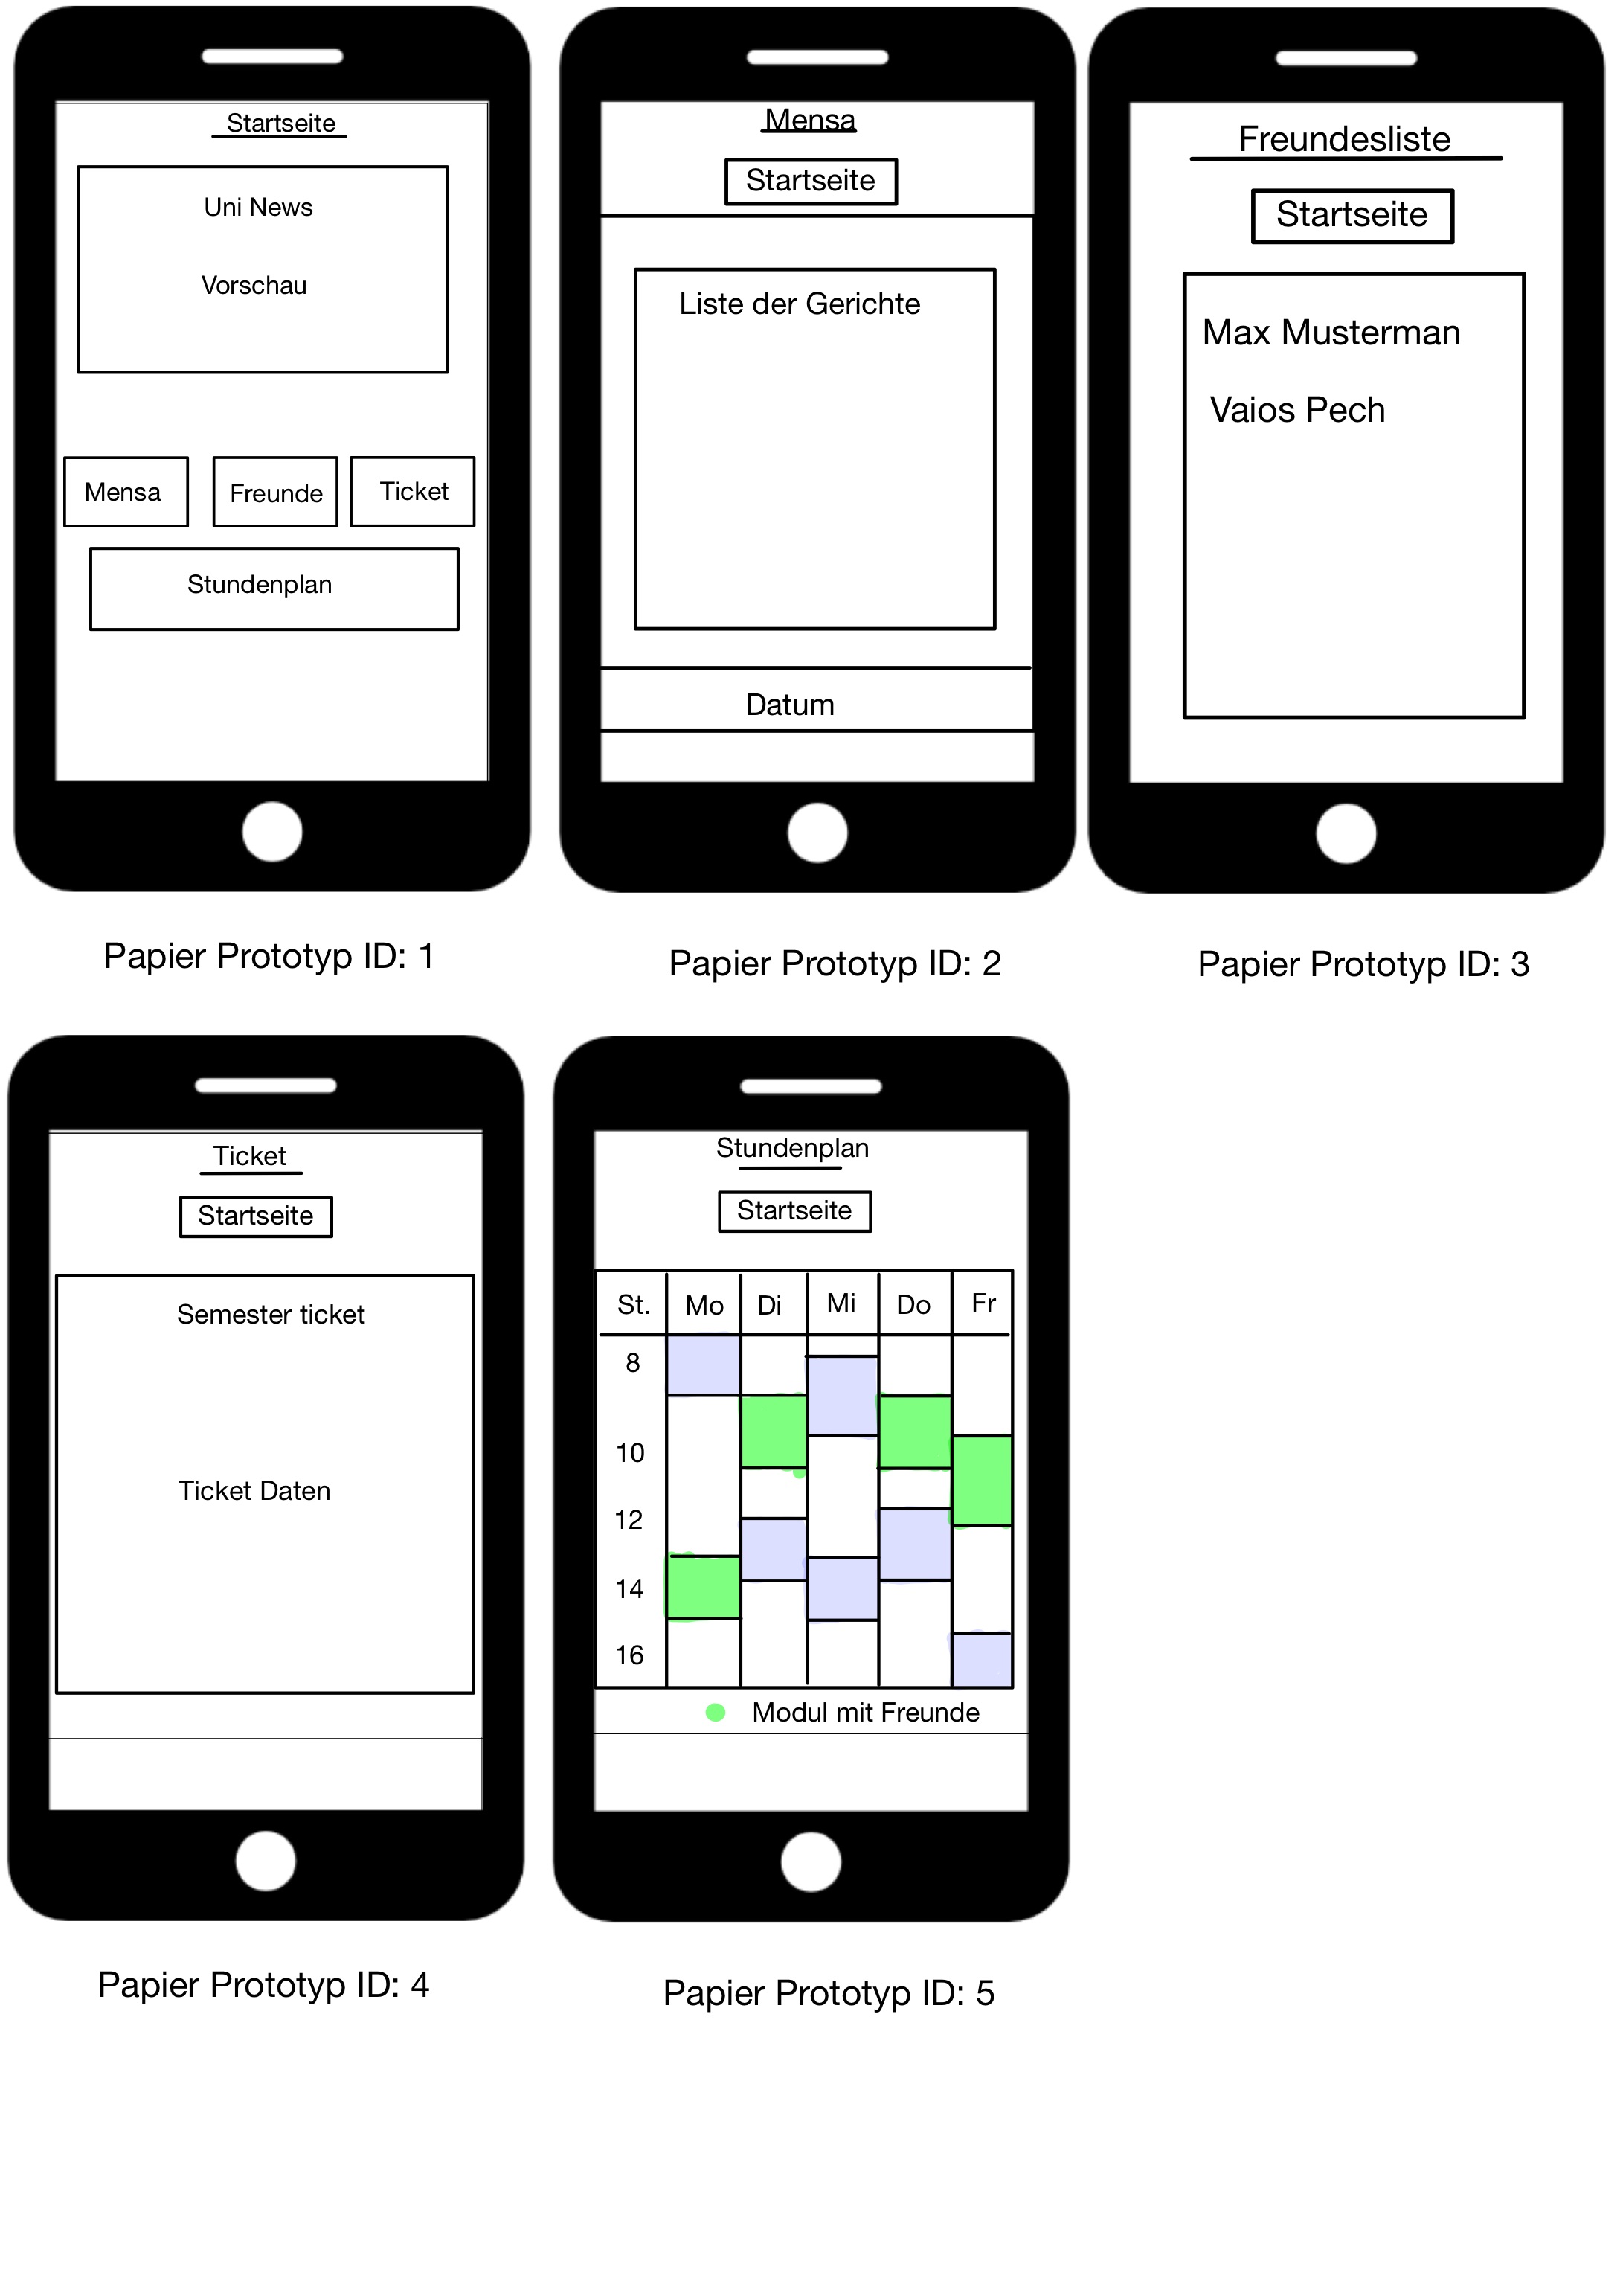 Startseite
Uni News
Vorschau
Mensa Freunde Ticket
Stundenplan
Papier Prototyp ID: 1
Mensa
Startseite
Liste der Gerichte
Datum
Papier Prototyp ID: 2
Freundesliste
Startseite
Max Musterman
Vaios Pech
Papier Prototyp ID: 3
Ticket
Startseite
Semester ticket
Ticket Daten
Papier Prototyp ID: 4
Stundenplan
Startseite
St. Mo Di Mi Do Fr
8
10
12
14
16
Modul mit Freunde
Papier Prototyp ID: 5